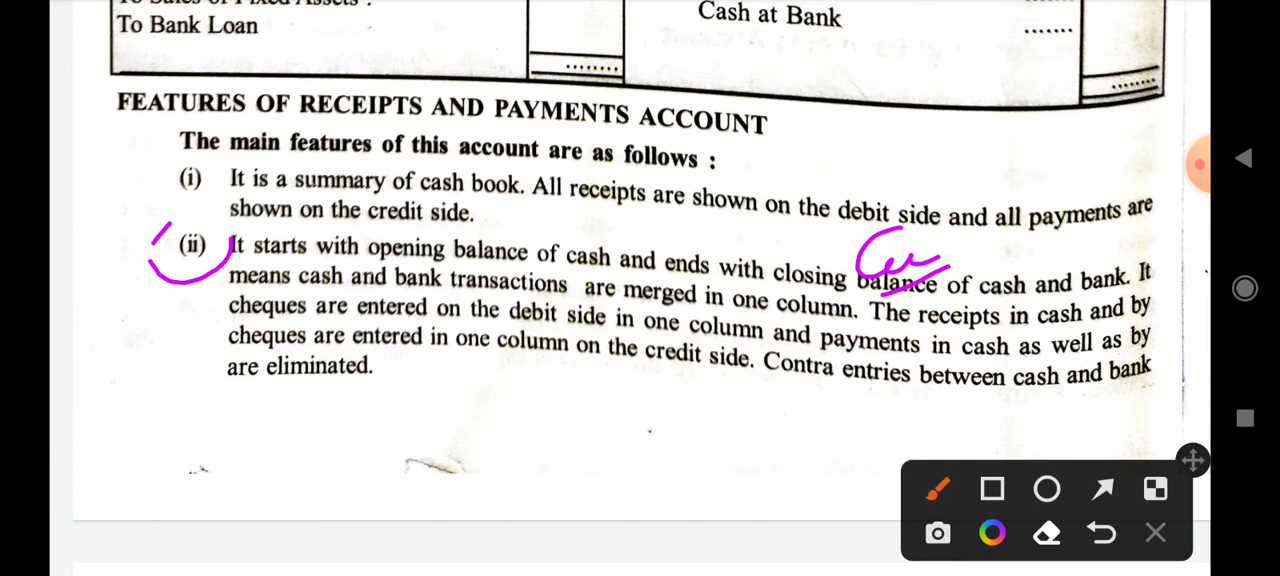 To Bank Loan
Cash at Bank
.......
........
........
FEATURES OF RECEIPTS AND PAYMENTS ACCOUNT
The main features of this account are as follows :
(i) It is a summary of cash book. All receipts are shown on the debit side and all payments are
shown on the credit side.
(ii) It starts with opening balance of cash and ends with closing balance of cash and bank. It
means cash and bank transactions are merged in one column. The receipts in cash and by
cheques are entered on the debit side in one column and payments in cash as well as by
cheques are entered in one column on the credit side. Contra entries between cash and bank
are eliminated.